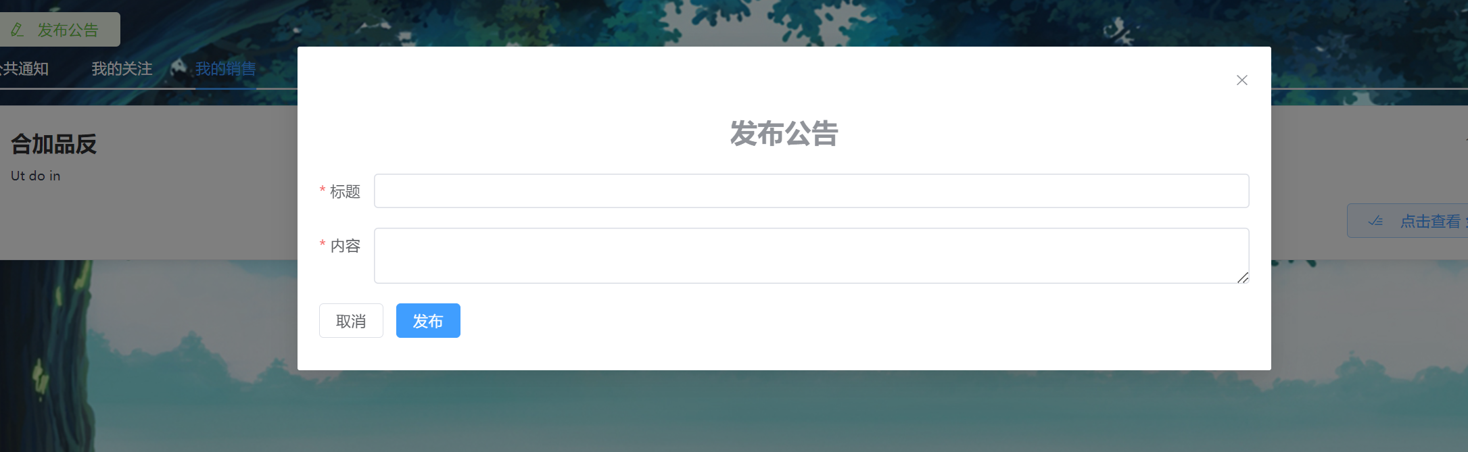 发布公告
共通知 我的关注 我的销售
合加品反
Ut do in
点击查看
发布公告
* 标题
* 内容
取消 发布